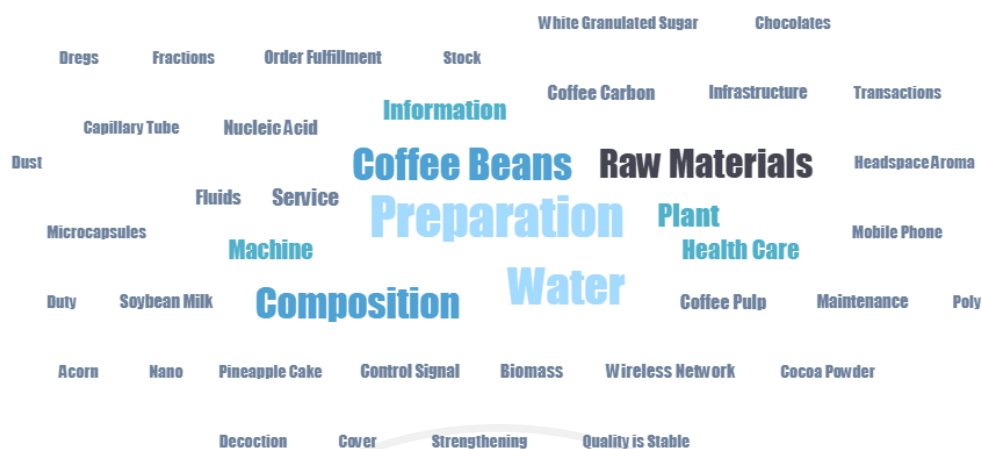 White Granulated Sugar Chocolates
Dregs Fractions Order Fulfillment Stock
Coffee Carbon Infrastructure Transactions
Information
Capillary Tube Nucleic Acid
Dust Coffee Beans Raw Materials Headspace Aroma
Fluids Service
Preparation Plant
Microcapsules Mobile Phone
Machine Health Care
Water
Duty Soybean Milk Composition Coffee Pulp Maintenance Poly
Acorn Nano Pineapple Cake Control Signal Biomass Wireless Network Cocoa Powder
Decoction Cover Strengthening Quality is Stable